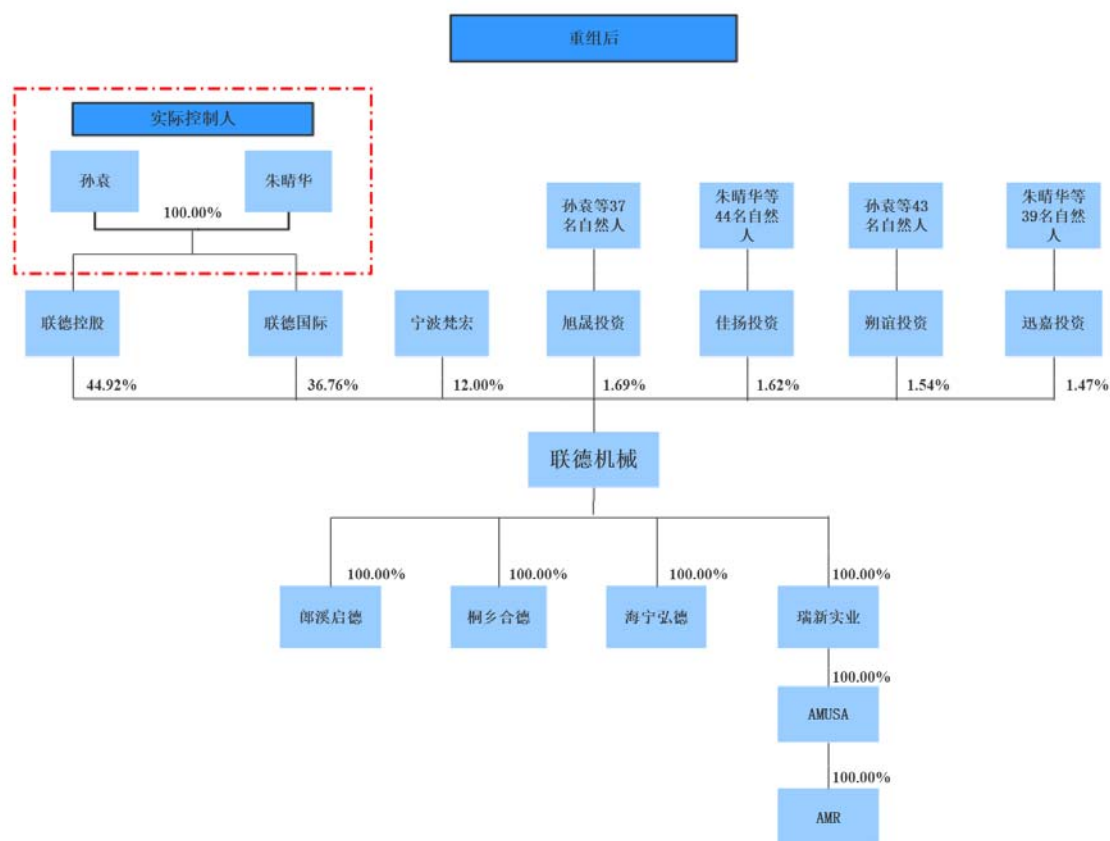 重组后
实际控制人
孙袁
朱晴华
100.00%
孙袁等37
名自然人
朱晴华等
44名自然
人
孙袁等43
名自然人
朱晴华等
39名自然
人
联德控股
联德国际
宁波梵宏
旭晟投资
佳扬投资
朔谊投资
迅嘉投资
44.92%
36.76%
12.00%
1.69%
1.62%
1.54%
1.47%
联德机械
100.00%
100.00%
100.00%
100.00%
郎溪启德
桐乡合德
海宁弘德
瑞新实业
100.00%
AMUSA
100.00%
AMR